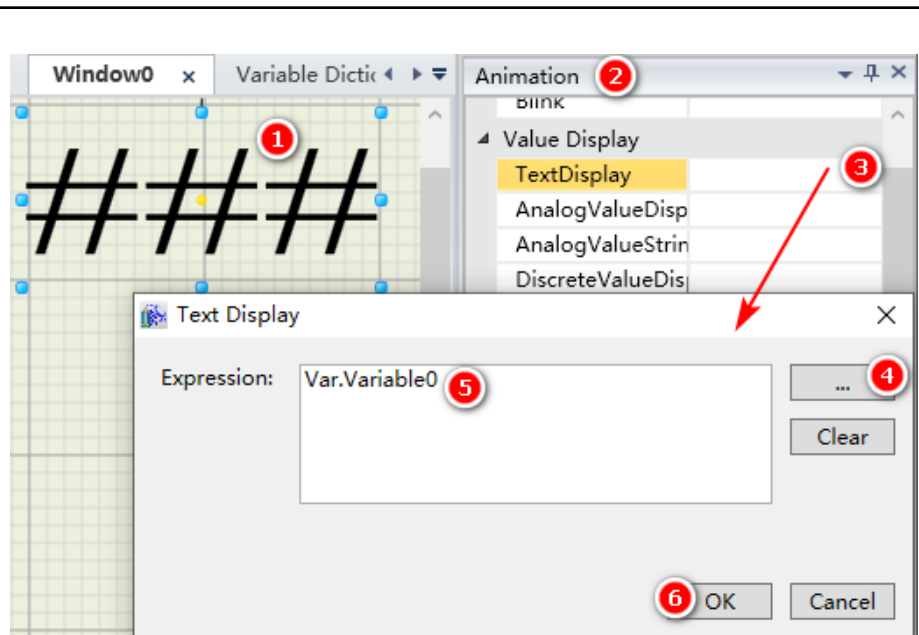 Window0 x Variable Dictic
Animation 2
Blink
1
Value Display
TextDisplay 3
AnalogValueDisp
AnalogValueStrin
DiscreteValueDis
###
Text Display
Expression: Var.Variable0 5 ... 4
Clear
6 OK Cancel